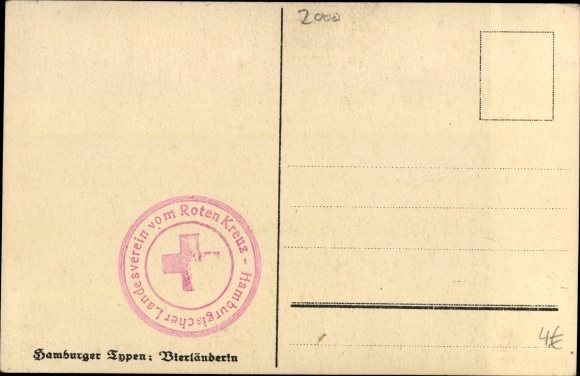 2000
Hamburgischer Landesverein vom Roten Kreuz -
Hamburger Typen: Vierländerin
4€